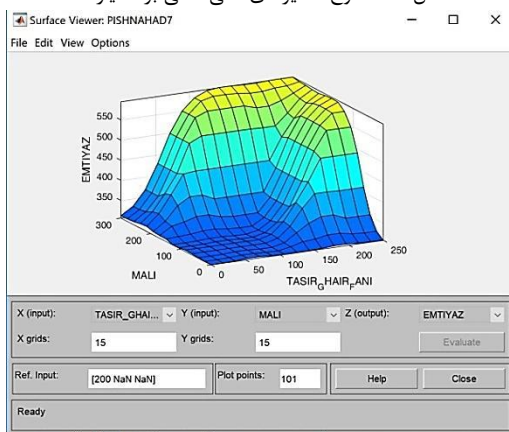 Surface Viewer: PISHNAHAD7
File Edit View Options
EMTIYAZ
550
500
450
400
350
300
200
100
0
MALI
0
50
100
150
200
250
TASIR_GHAIR_FANI
X (input): TASIR_GHAI... Y (input): MALI Z (output): EMTIYAZ
X grids: 15 Y grids: 15 Evaluate
Ref. Input: [200 NaN NaN] Plot points: 101 Help Close
Ready